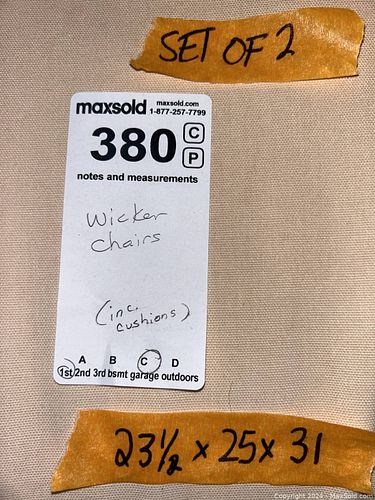 SET OF 2
maxsold maxsold.com
1-877-257-7799
380 C
P
notes and measurements
Wicker
Chairs
(inc.
cushions)
A B C D
1st/2nd 3rd bsmt garage outdoors
23½ x 25 x 31
Copyright 2024 - MaxSold.com